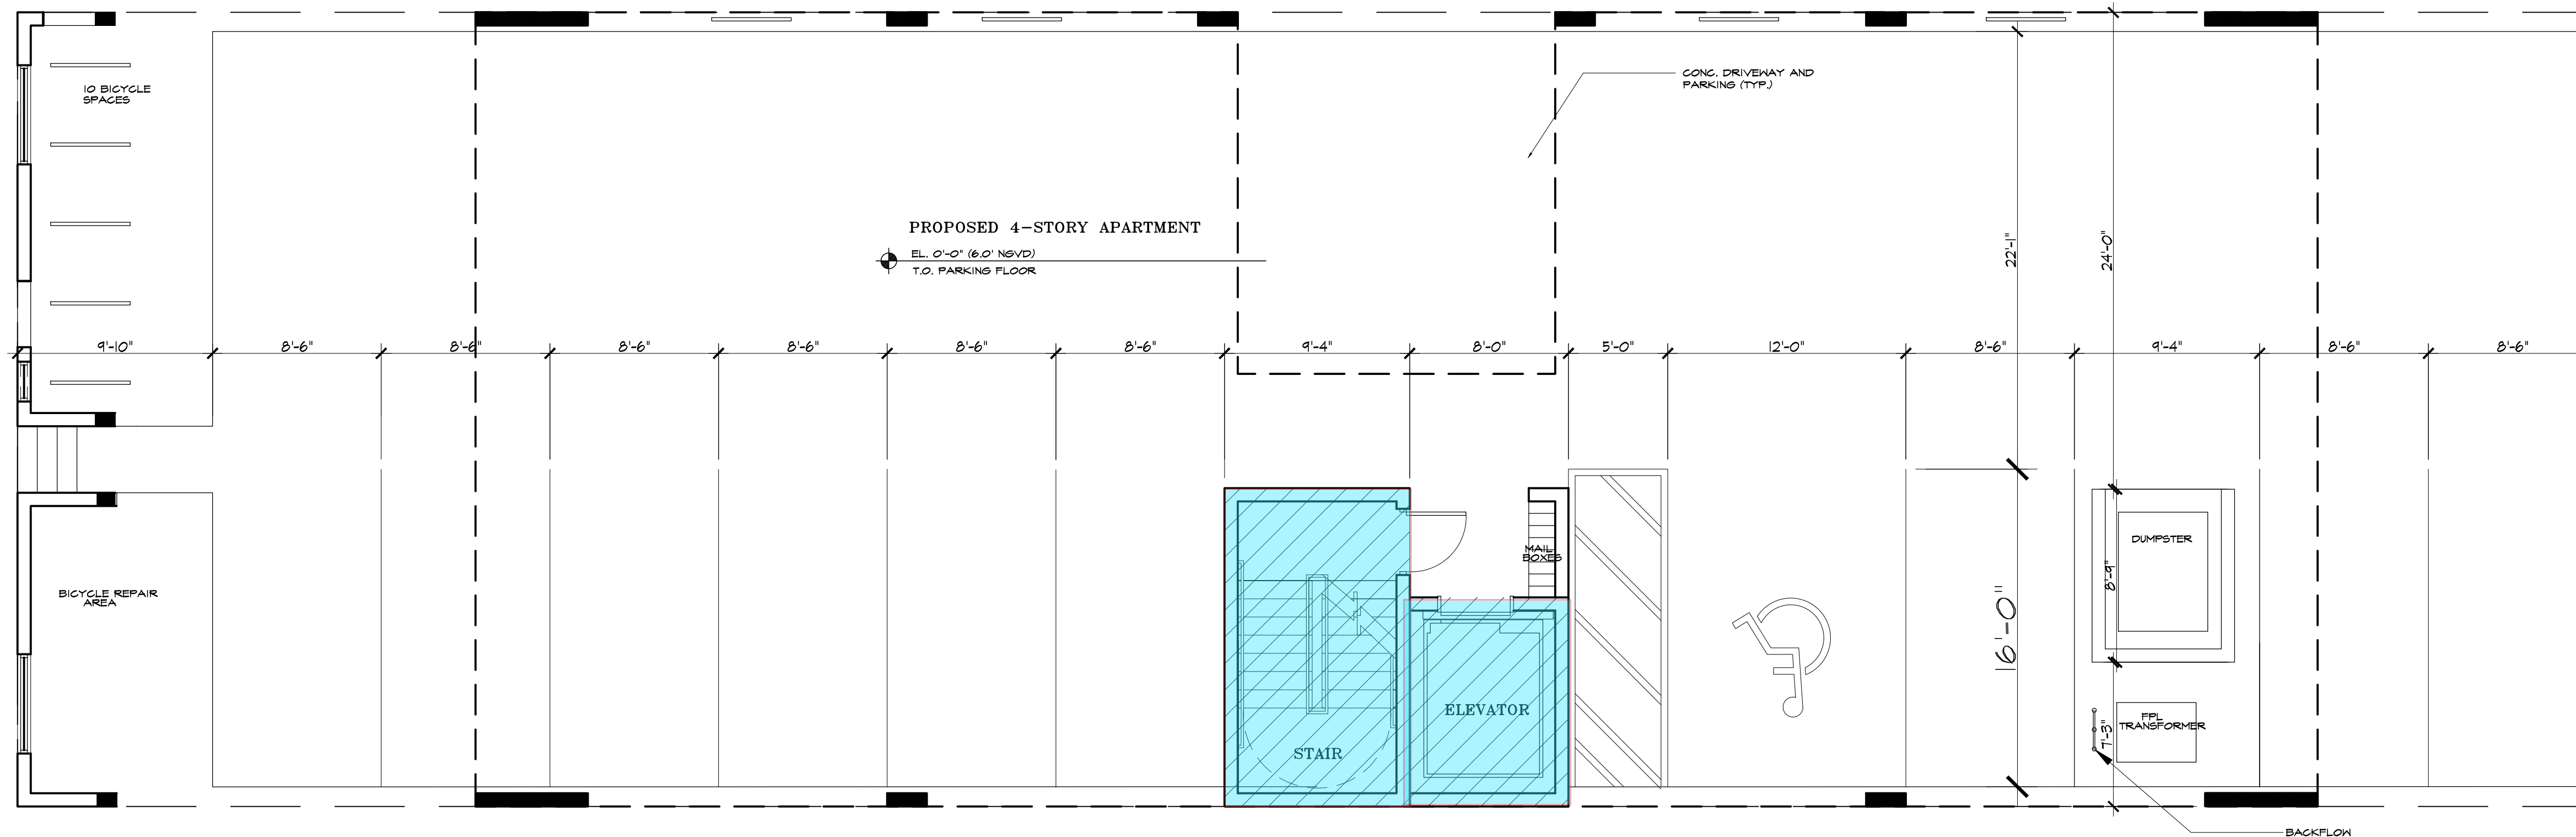 10 BICYCLE
SPACES
CONC. DRIVEWAY AND
PARKING (TYP.)
PROPOSED 4-STORY APARTMENT
EL. 0'-0" (6.0' NGVD)
T.O. PARKING FLOOR
22'-1"
24'-0"
9'-10"
8'-6"
8'-6"
8'-6"
8'-6"
8'-6"
8'-6"
9'-4"
8'-0"
5'-0"
12'-0"
8'-6"
9'-4"
8'-6"
8'-6"
MAIL
BOXES
DUMPSTER
8'-9"
BICYCLE REPAIR
AREA
16'-0"
ELEVATOR
STAIR
FPL
TRANSFORMER
7'-3"
BACKFLOW